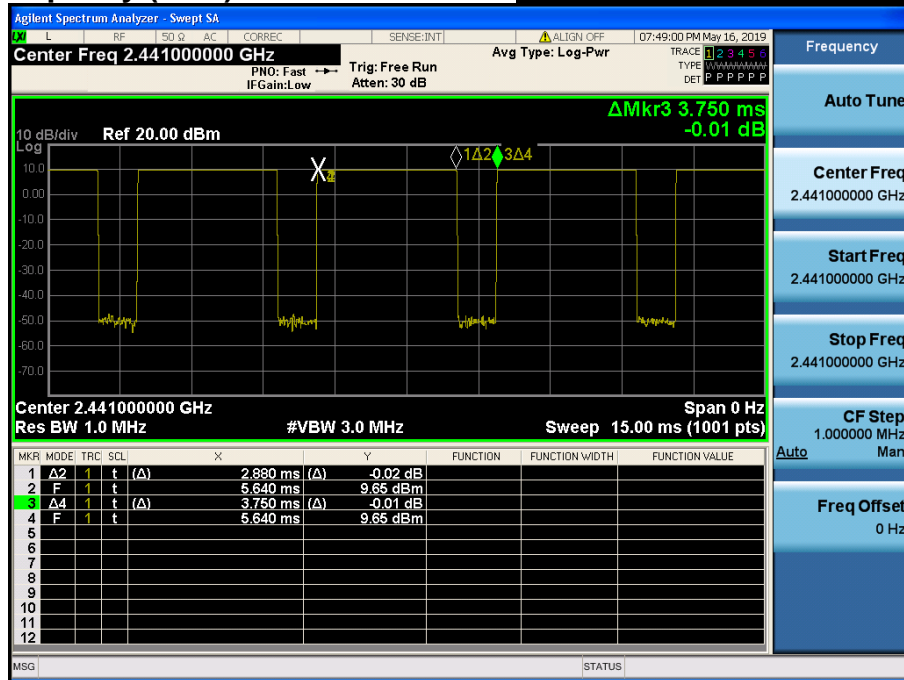 Agilent Spectrum Analyzer - Swept SA
LXI L RF 50 Ω AC CORREC SENSE:INT ALIGN OFF 07:49:00 PM May 16, 2019
Center Freq 2.441000000 GHz
PNO: Fast
IFGain:Low
Trig: Free Run
Atten: 30 dB
Avg Type: Log-Pwr
TRACE 1 2 3 4 5 6
TYPE WWWWWW
DET P P P P P P
ΔMkr3 3.750 ms
-0.01 dB
10 dB/div Ref 20.00 dBm
Log
1Δ2 3Δ4
X
10.0
0.00
-10.0
-20.0
-30.0
-40.0
-50.0
-60.0
-70.0
Center 2.441000000 GHz Span 0 Hz
Res BW 1.0 MHz #VBW 3.0 MHz Sweep 15.00 ms (1001 pts)
MKR MODE TRC SCL X Y FUNCTION FUNCTION WIDTH FUNCTION VALUE
1 Δ2 1 t (Δ) 2.880 ms (Δ) -0.02 dB
2 F 1 t 5.640 ms 9.65 dBm
3 Δ4 1 t (Δ) 3.750 ms (Δ) -0.01 dB
4 F 1 t 5.640 ms 9.65 dBm
5
6
7
8
9
10
11
12
MSG STATUS
Frequency
Auto Tune
Center Freq
2.441000000 GHz
Start Freq
2.441000000 GHz
Stop Freq
2.441000000 GHz
CF Step
1.000000 MHz
Auto Man
Freq Offset
0 Hz